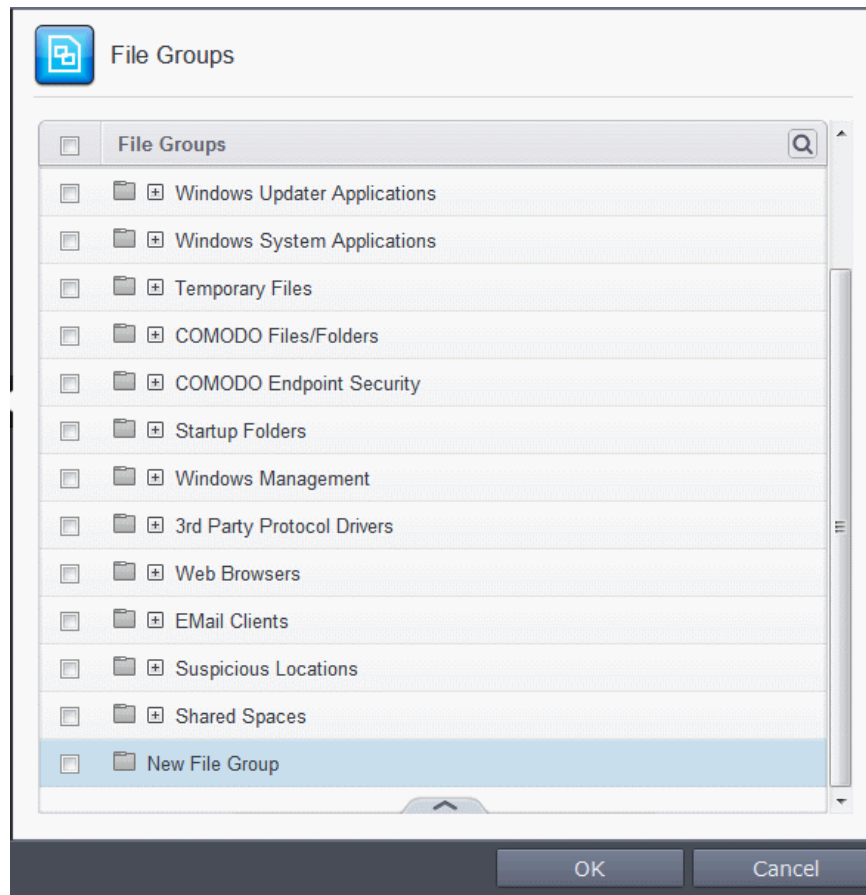 File Groups
File Groups
Windows Updater Applications
Windows System Applications
Temporary Files
COMODO Files/Folders
COMODO Endpoint Security
Startup Folders
Windows Management
3rd Party Protocol Drivers
Web Browsers
EMail Clients
Suspicious Locations
Shared Spaces
New File Group
OK Cancel